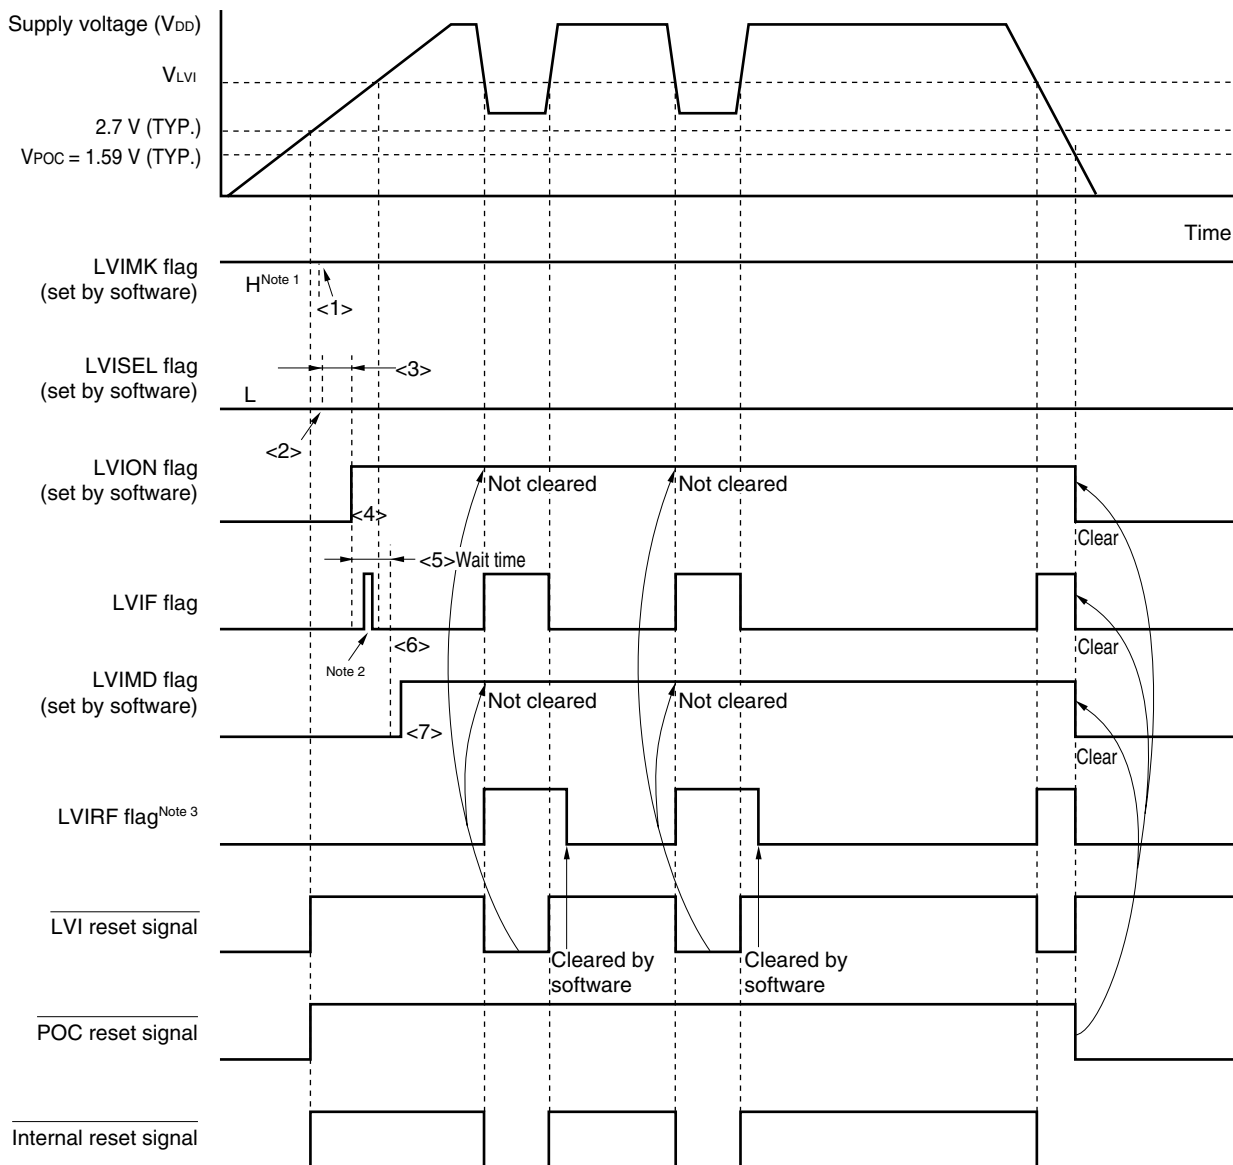 Supply voltage (VDD)
VLVI
2.7 V (TYP.)
VPOC = 1.59 V (TYP.)
Time
LVIMK flag
(set by software)
H Note 1
<1>
LVISEL flag
(set by software)
<3>
L
<2>
LVION flag
(set by software)
Not cleared
Not cleared
<4>
Clear
<5> Wait time
LVIF flag
<6>
Clear
Note 2
LVIMD flag
(set by software)
Not cleared
Not cleared
<7>
Clear
LVIRF flag Note 3
LVI reset signal
Cleared by
software
Cleared by
software
POC reset signal
Internal reset signal